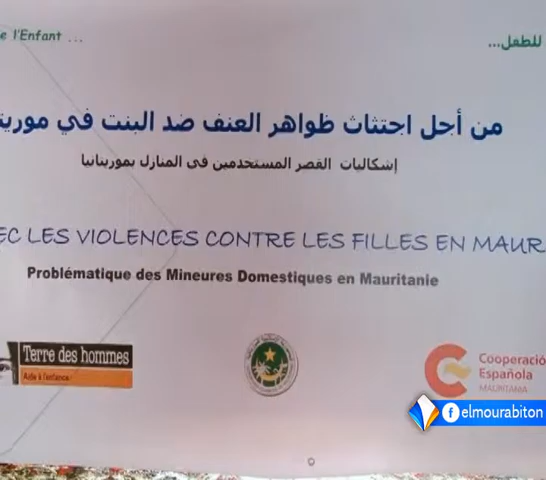 e l'Enfant ...
للطفل...
من أجل اجتثاث ظواهر العنف ضد البنت في موريتا
إشكاليات القصر المستخدمين في المنازل بموريتانيا
EC LES VIOLENCES CONTRE LES FILLES EN MAUR
Problématique des Mineures Domestiques en Mauritanie
Terre des hommes
Aide à l'enfance
Cooperació
Española
MAURITANIA
elmourabiton